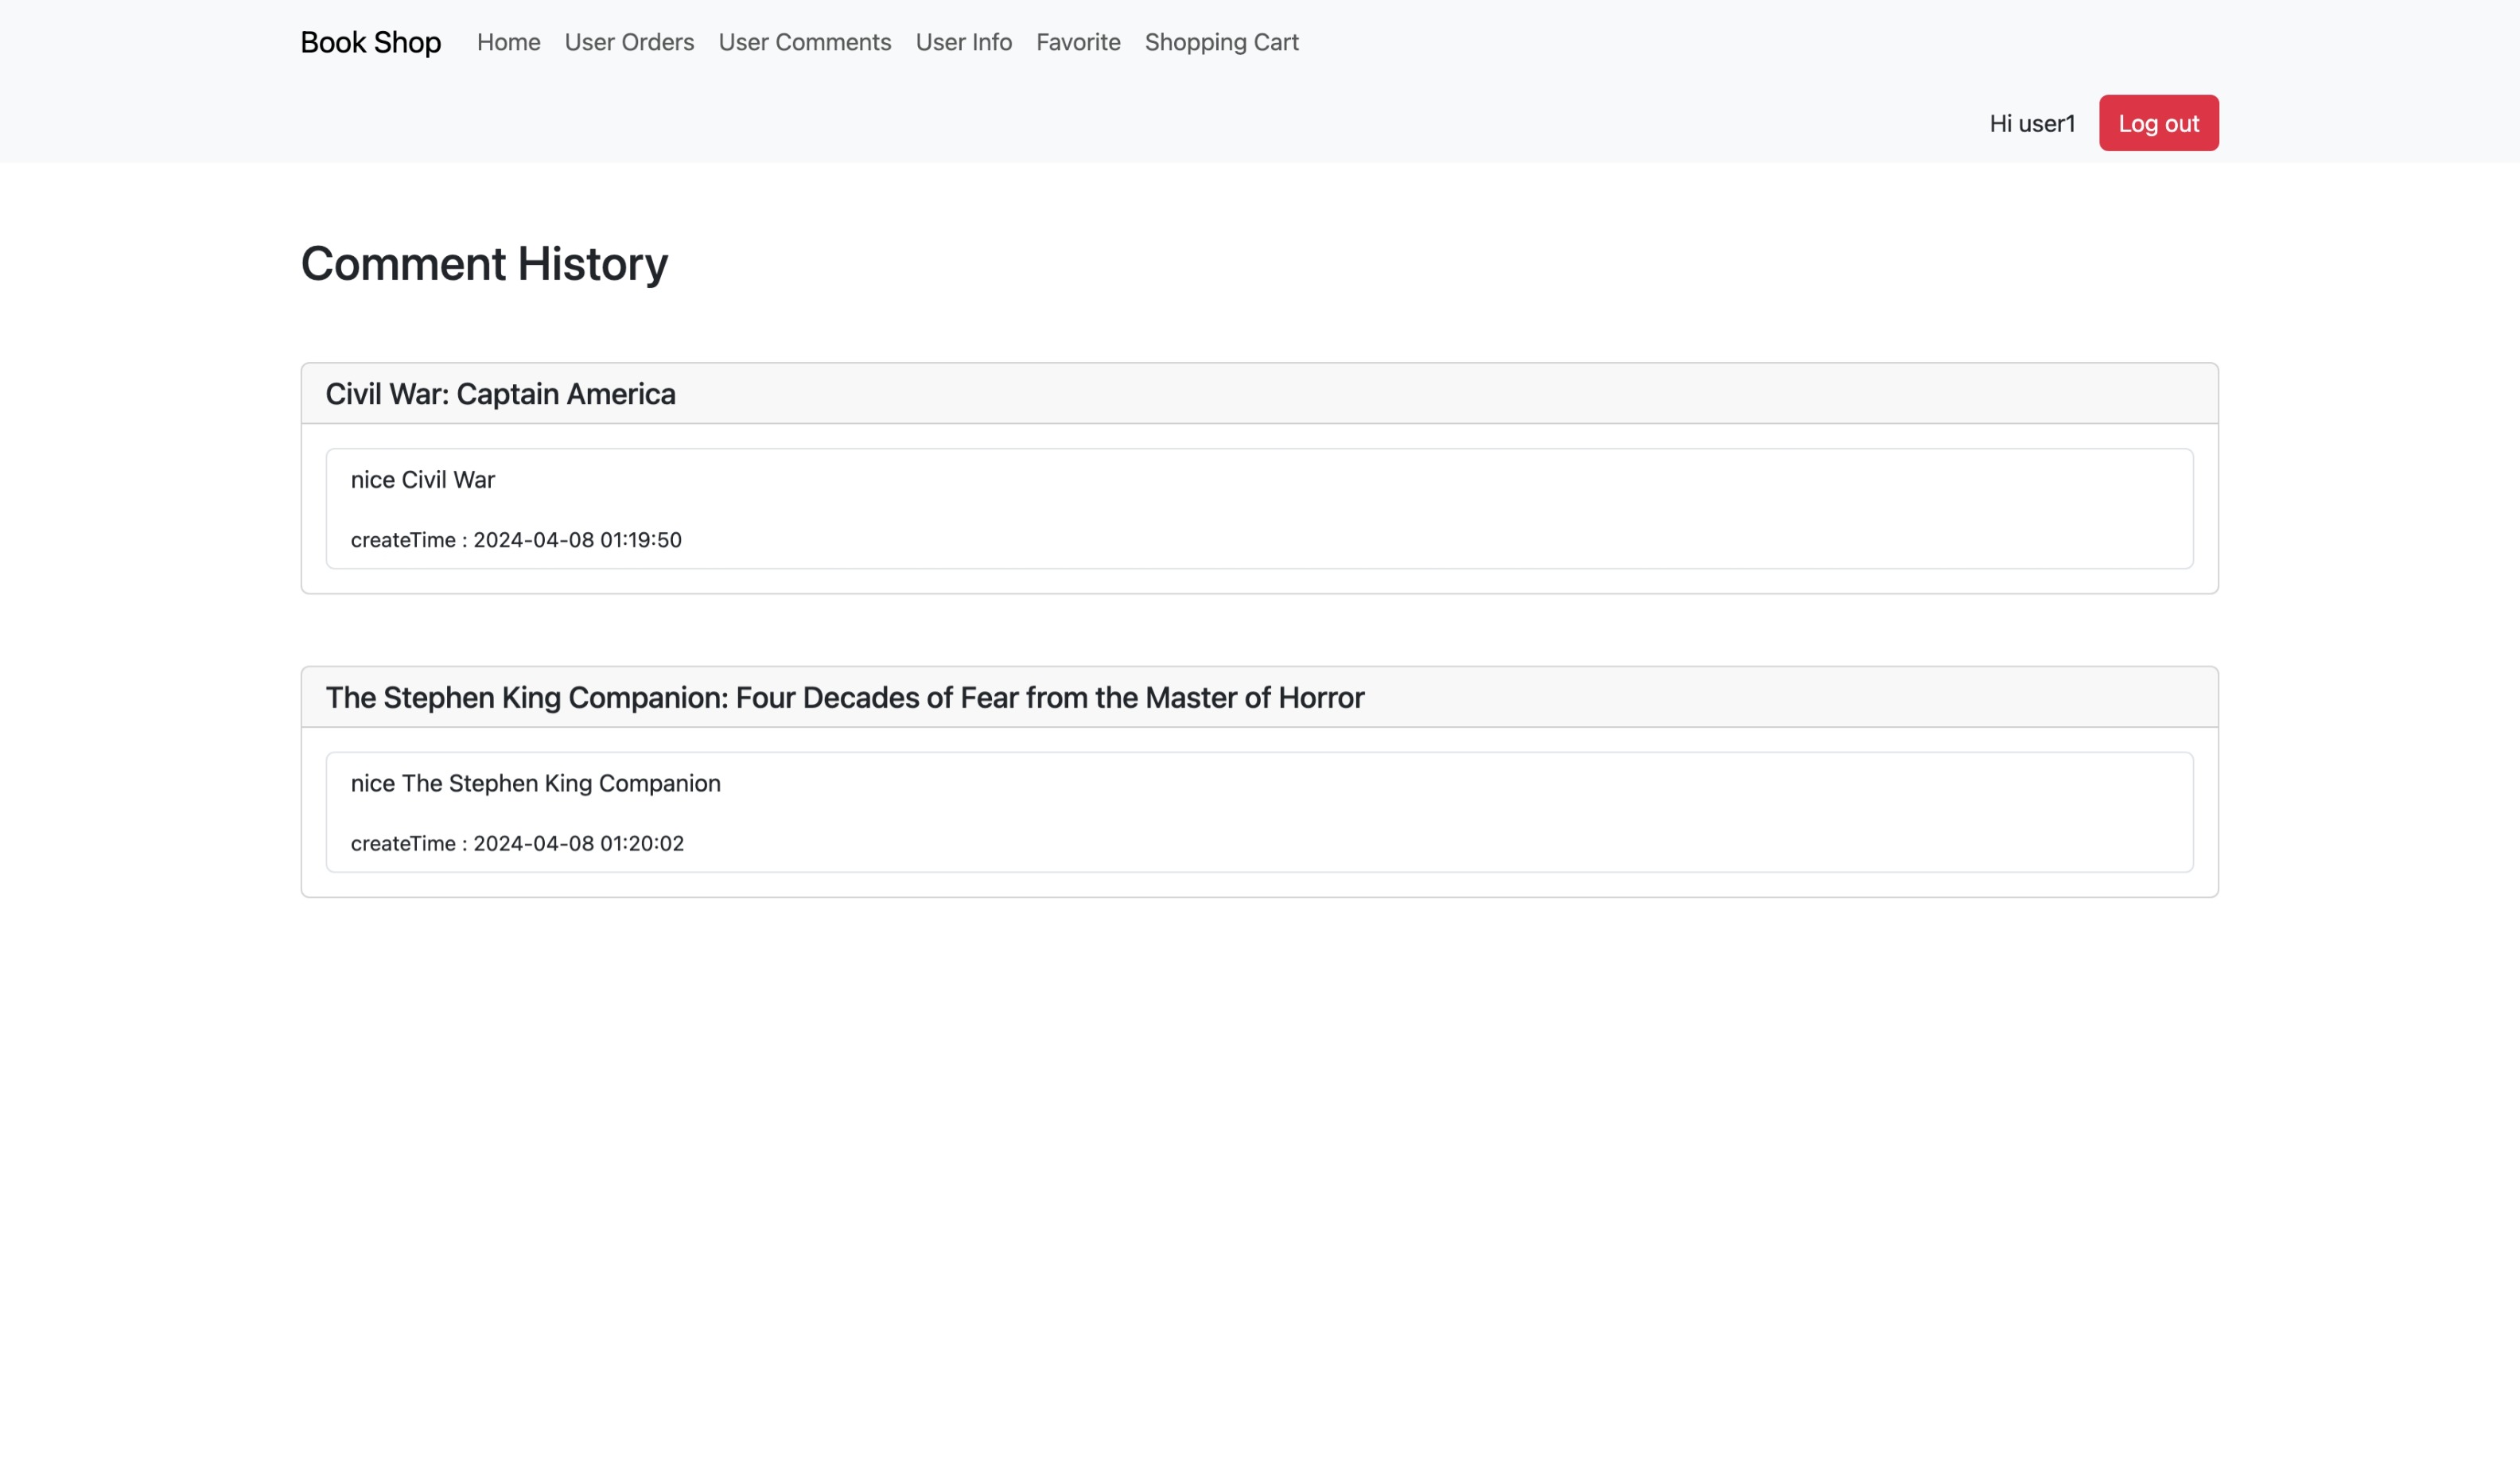 Book Shop Home User Orders User Comments User Info Favorite Shopping Cart
Hi user1 Log out
Comment History
Civil War: Captain America
nice Civil War
createTime : 2024-04-08 01:19:50
The Stephen King Companion: Four Decades of Fear from the Master of Horror
nice The Stephen King Companion
createTime : 2024-04-08 01:20:02